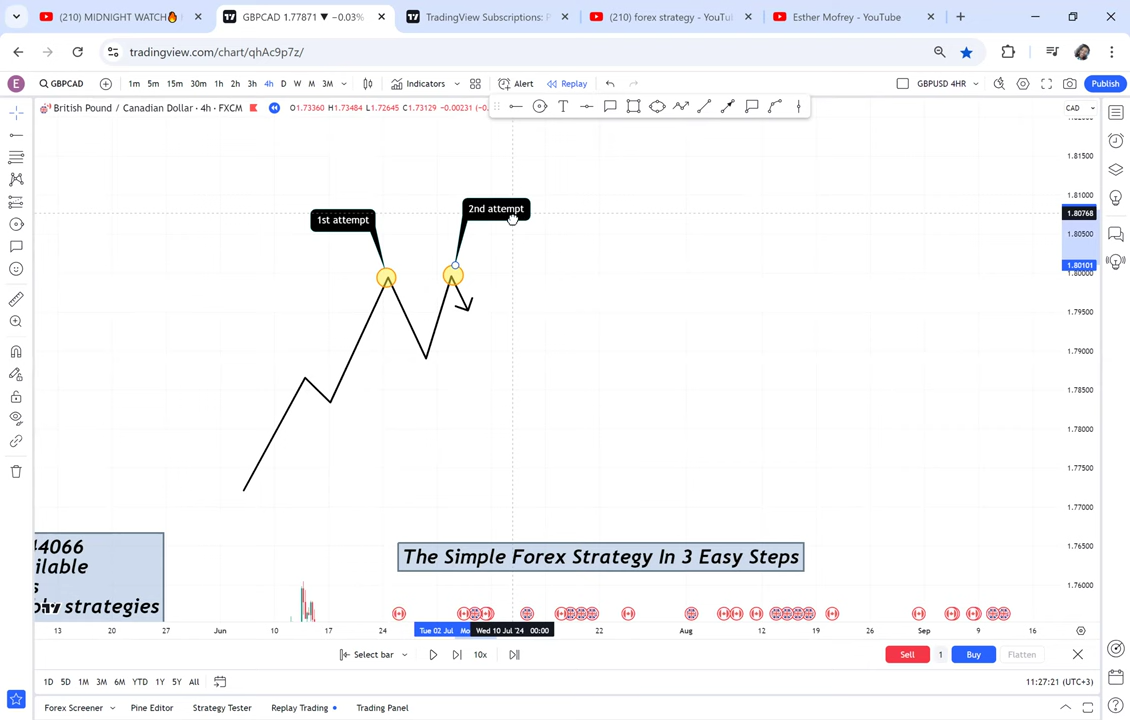 (210) MIDNIGHT WATCH🔥
GBPCAD 1.77871 ▼ −0.03%
TradingView Subscriptions: P
(210) forex strategy - YouTu
Esther Mofrey - YouTube
tradingview.com/chart/qhAc9p7z/
E
GBPCAD
1m 5m 15m 30m 1h 2h 3h 4h D W M 3M
Indicators
Alert
Replay
GBPUSD 4HR
Publish
British Pound / Canadian Dollar · 4h · FXCM
O1.73360 H1.73484 L1.72645 C1.73129 −0.00231
CAD
1.81500
1.81000
1.80768
1.80500
1.80101
1.80000
1.79500
1.79000
1.78500
1.78000
1.77500
1.77000
1.76500
1.76000
1st attempt
2nd attempt
4066
ilable
s
strategies
The Simple Forex Strategy In 3 Easy Steps
13 20 27 Jun 10 17 24 Tue 02 Jul Mo Wed 10 Jul '24 00:00 22 Aug 12 19 26 Sep 9 16
Select bar
10x
Sell
1
Buy
Flatten
1D 5D 1M 3M 6M YTD 1Y 5Y All
11:27:21 (UTC+3)
Forex Screener
Pine Editor
Strategy Tester
Replay Trading
Trading Panel